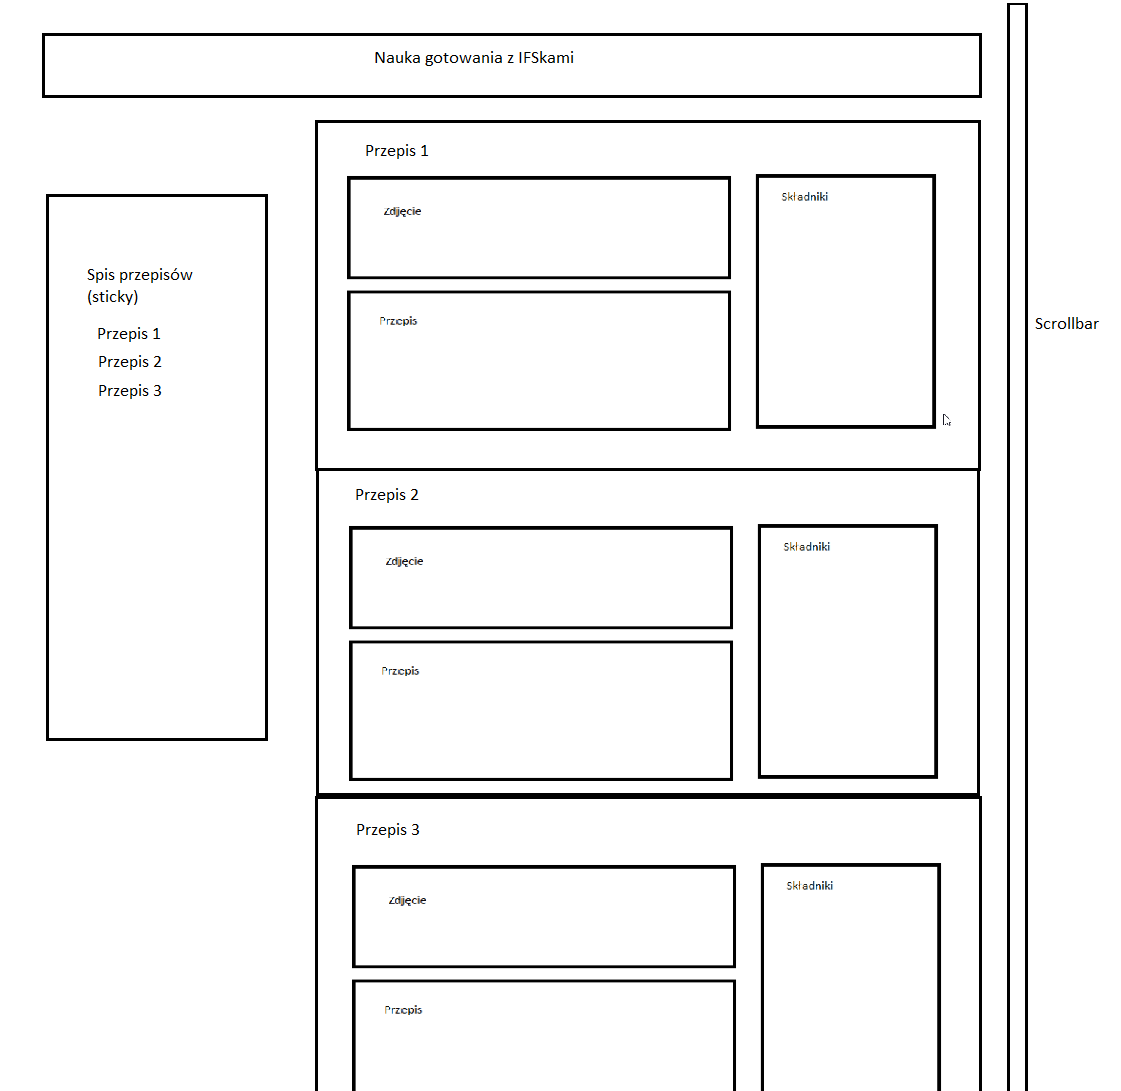 Nauka gotowania z IFSkami
Spis przepisów
(sticky)
Przepis 1
Przepis 2
Przepis 3
Przepis 1
Zdjęcie
Przepis
Składniki
Przepis 2
Zdjęcie
Przepis
Składniki
Przepis 3
Zdjęcie
Przepis
Składniki
Scrollbar